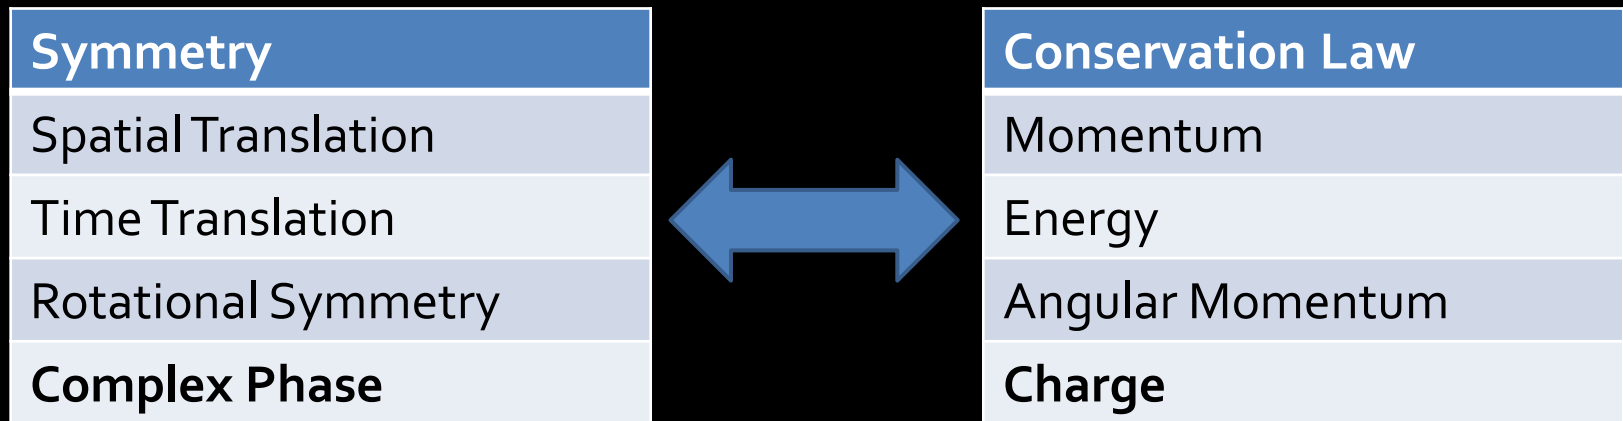 Symmetry
Spatial Translation
Time Translation
Rotational Symmetry
Complex Phase
Conservation Law
Momentum
Energy
Angular Momentum
Charge